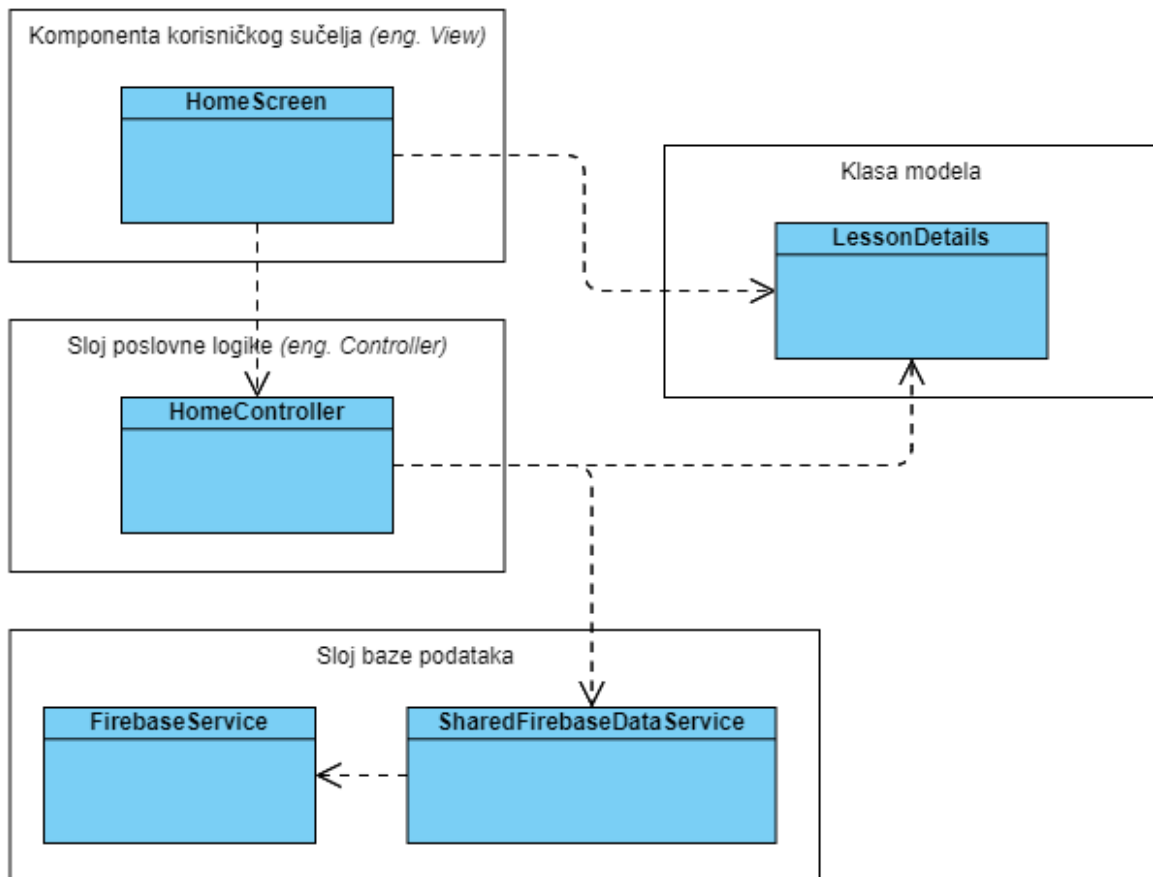 Komponenta korisničkog sučelja (eng. View)
HomeScreen
Klasa modela
LessonDetails
Sloj poslovne logike (eng. Controller)
HomeController
Sloj baze podataka
FirebaseService
SharedFirebaseDataService